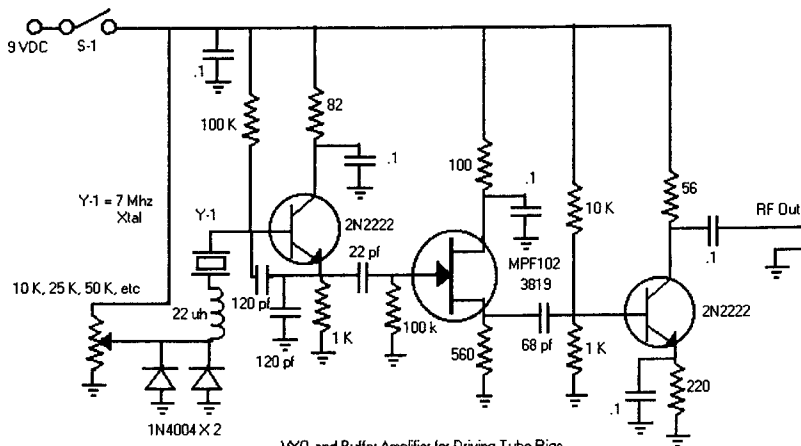 9 VDC
S-1
.1
100 K
82
.1
Y-1 = 7 Mhz
Xtal
Y-1
2N2222
10 K, 25 K, 50 K, etc
22 uh
120 pf
120 pf
1 K
22 pf
100 k
100
.1
MPF102
3819
560
68 pf
10 K
1 K
56
.1
RF Out
2N2222
.1
220
1N4004 X 2
VXO and Buffer Amplifier for Driving Tube Rigs